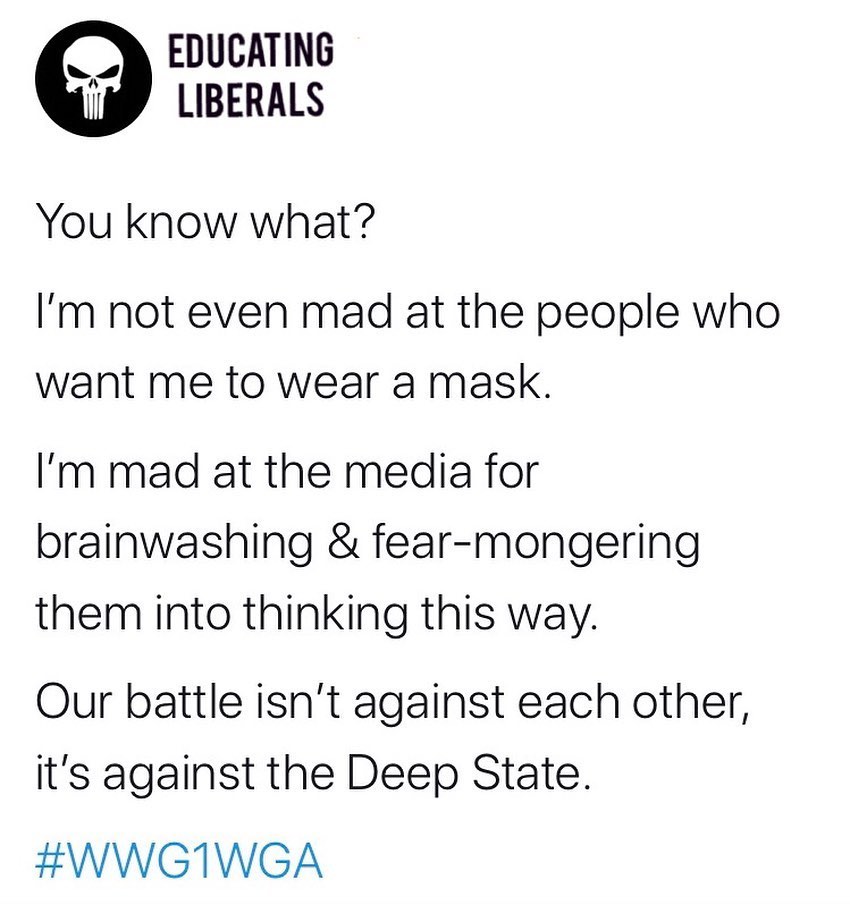 EDUCATING
LIBERALS
You know what?
I’m not even mad at the people who
want me to wear a mask.
I’m mad at the media for
brainwashing & fear-mongering
them into thinking this way.
Our battle isn’t against each other,
it’s against the Deep State.
#WWG1WGA